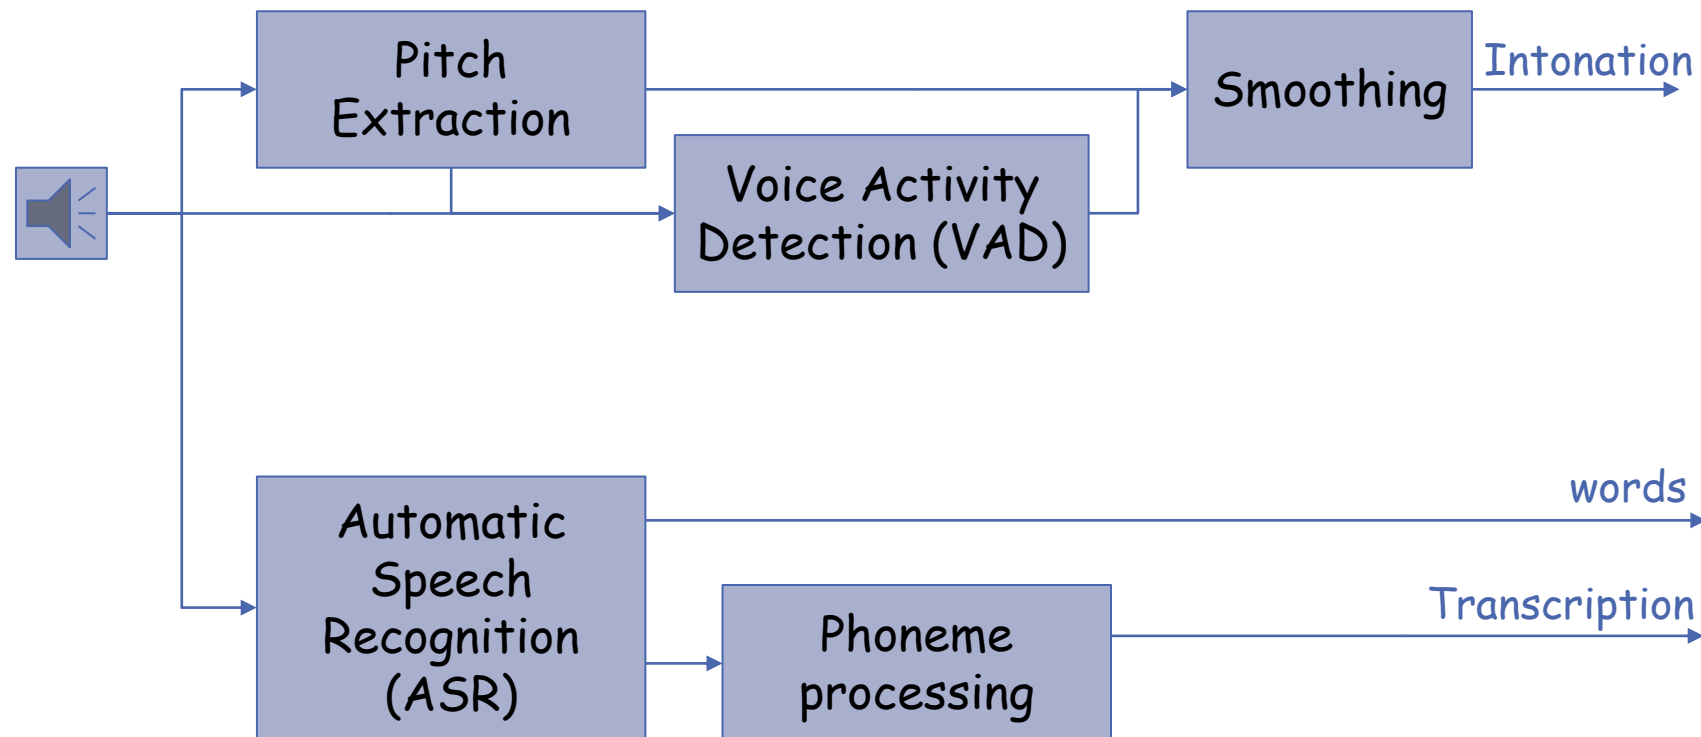 Pitch
Extraction
Smoothing
Intonation
Voice Activity
Detection (VAD)
Automatic
Speech
Recognition
(ASR)
words
Phoneme
processing
Transcription